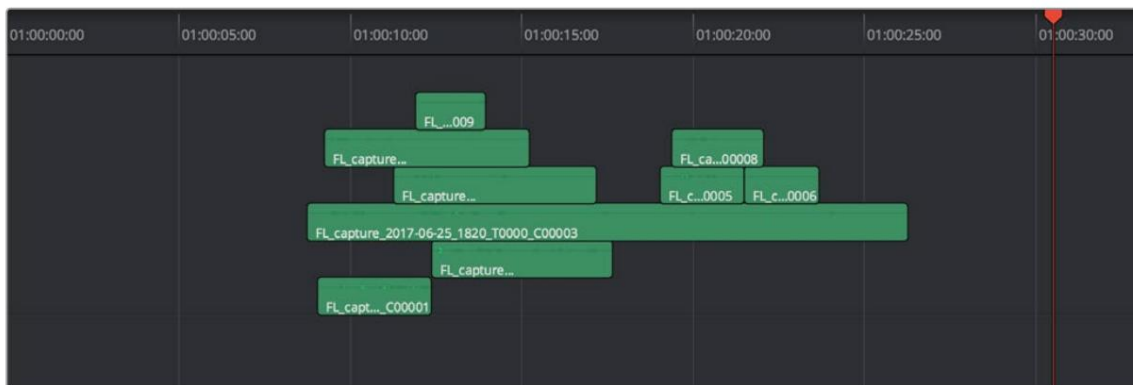 01:00:00:00 01:00:05:00 01:00:10:00 01:00:15:00 01:00:20:00 01:00:25:00 01:00:30:00
FL_...009
FL_capture... FL_ca...00008
FL_capture... FL_c...0005 FL_c...0006
FL_capture_2017-06-25_1820_T0000_C00003
FL_capture...
FL_capt..._C00001